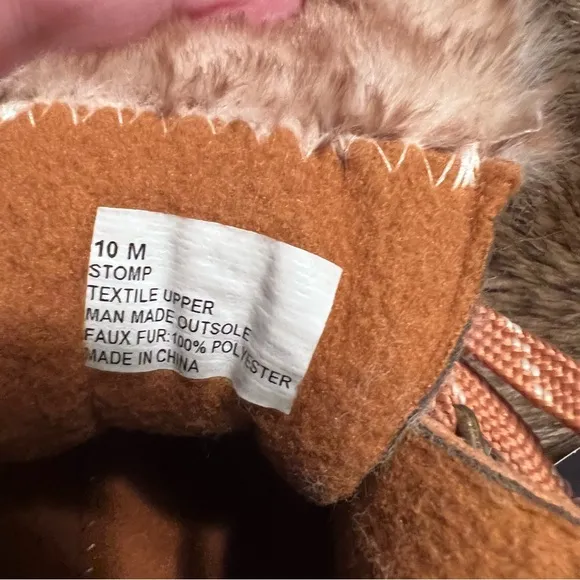 10 M
STOMP
TEXTILE UPPER
MAN MADE OUTSOLE
FAUX FUR: 100% POLYESTER
MADE IN CHINA